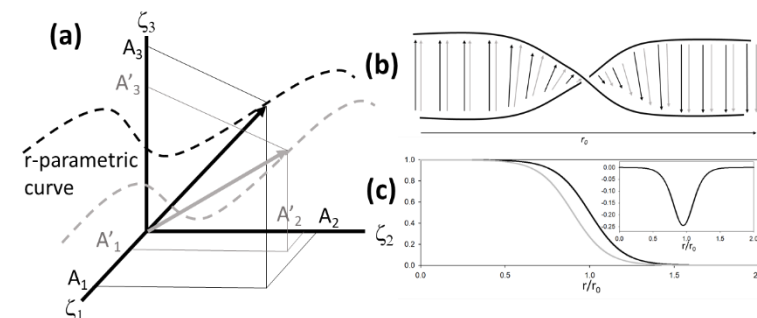 (a)
ζ3
A3
A'3
r-parametric
curve
A'1
A1
ζ1
A'2
A2
ζ2
(b)
r0
(c)
1.0
0.8
0.6
0.4
0.2
0.0
0.0
0.5
1.0
1.5
r/r0
0.00
-0.05
-0.10
-0.15
-0.20
-0.25
0.0
0.5
1.0
1.5
2.0
r/r0